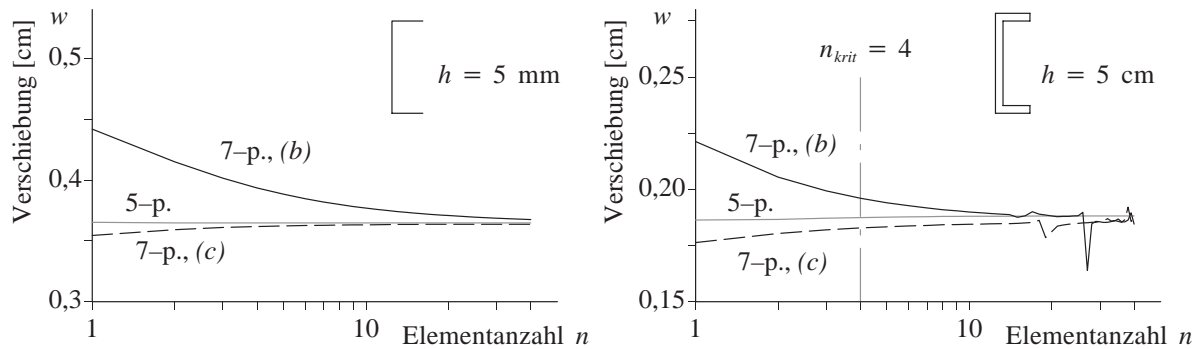 w
Verschiebung [cm]
0,5
0,4
0,3
h = 5 mm
7–p., (b)
5–p.
7–p., (c)
1
10
Elementanzahl n
w
Verschiebung [cm]
0,25
0,20
0,15
n_krit = 4
h = 5 cm
7–p., (b)
5–p.
7–p., (c)
1
10
Elementanzahl n